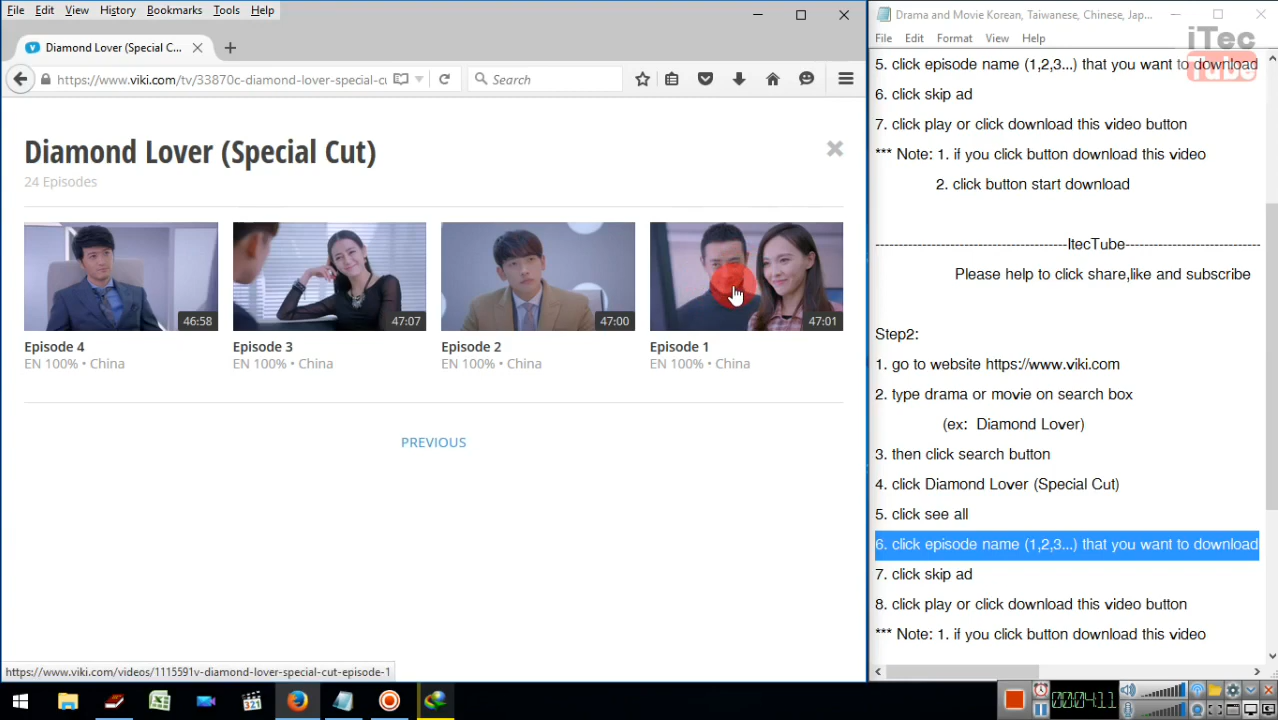 File Edit View History Bookmarks Tools Help
Diamond Lover (Special C...
https://www.viki.com/tv/33870c-diamond-lover-special-cu
Search
Diamond Lover (Special Cut)
24 Episodes
46:58
47:07
47:00
47:01
Episode 4
EN 100% • China
Episode 3
EN 100% • China
Episode 2
EN 100% • China
Episode 1
EN 100% • China
PREVIOUS
https://www.viki.com/videos/1115591v-diamond-lover-special-cut-episode-1
Drama and Movie Korean, Taiwanese, Chinese, Jap...
File Edit Format View Help
iTec
Tube
5. click episode name (1,2,3...) that you want to download
6. click skip ad
7. click play or click download this video button
*** Note: 1. if you click button download this video
2. click button start download
----------------------------------------ItecTube----------------------------
Please help to click share,like and subscribe
Step2:
1. go to website https://www.viki.com
2. type drama or movie on search box
(ex: Diamond Lover)
3. then click search button
4. click Diamond Lover (Special Cut)
5. click see all
6. click episode name (1,2,3...) that you want to download
7. click skip ad
8. click play or click download this video button
*** Note: 1. if you click button download this video
321
00:04:11